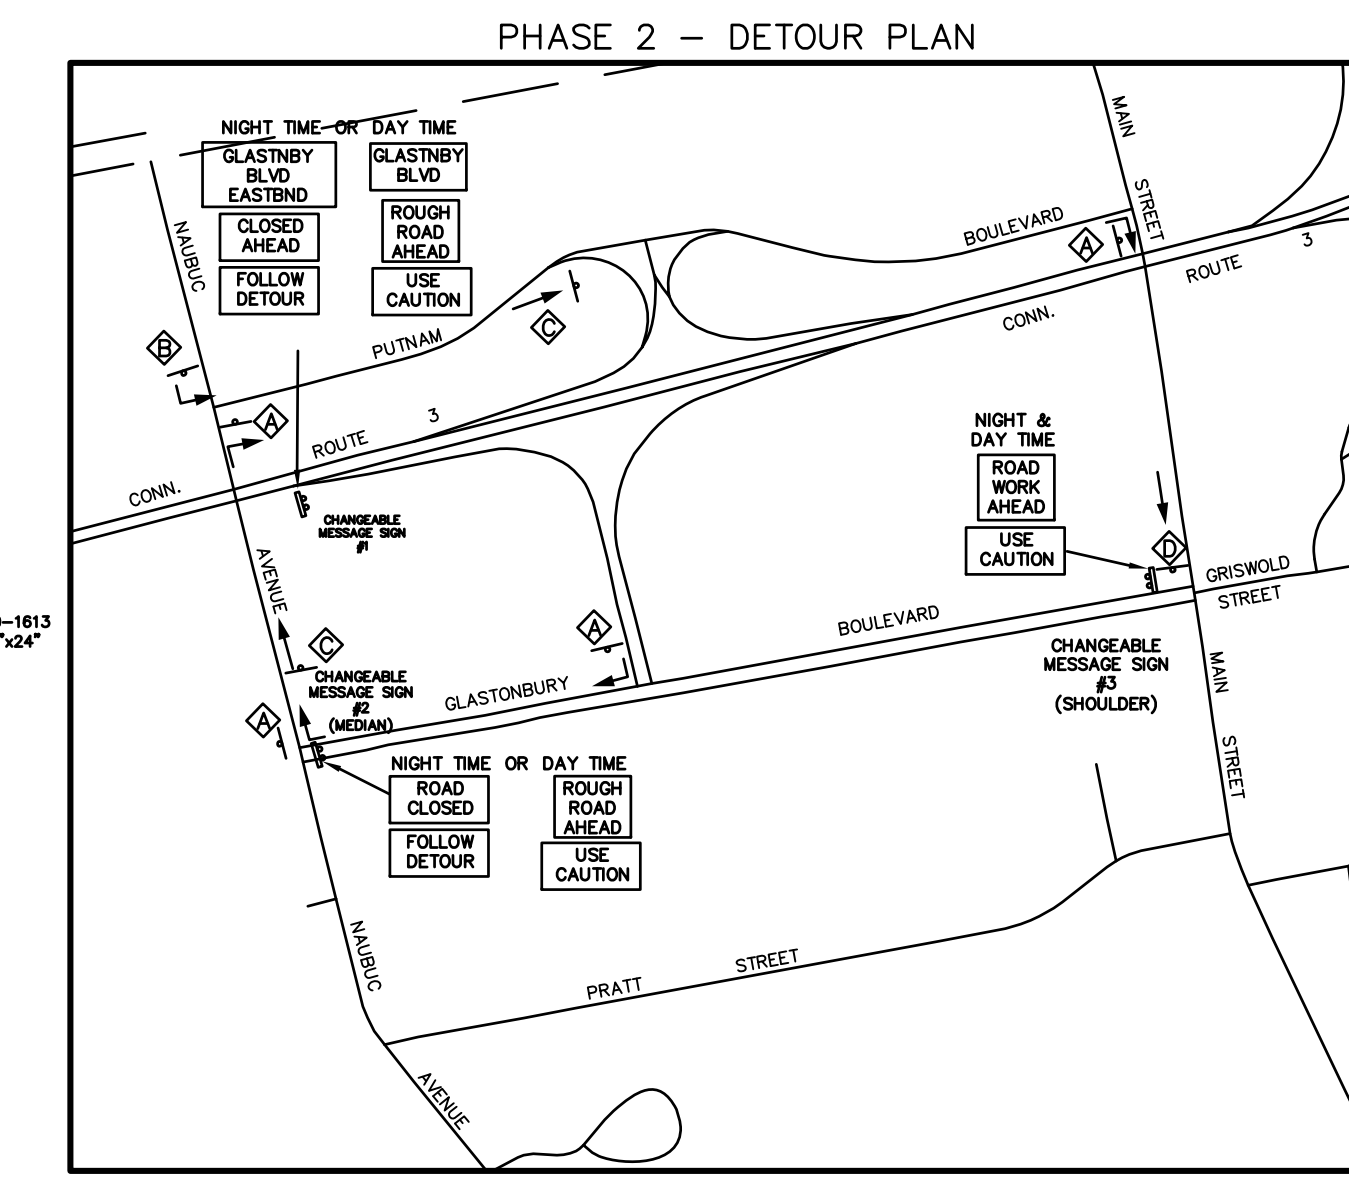 PHASE 2 – DETOUR PLAN
NIGHT TIME OR DAY TIME
GLASTNBY
BLVD
EASTBND
CLOSED
AHEAD
FOLLOW
DETOUR
GLASTNBY
BLVD
ROUGH
ROAD
AHEAD
USE
CAUTION
MAIN
STREET
BOULEVARD
A
ROUTE
3
CONN.
NAUBUC
B
PUTNAM
C
A
3
ROUTE
CONN.
CHANGEABLE
MESSAGE SIGN
#1
NIGHT &
DAY TIME
ROAD
WORK
AHEAD
USE
CAUTION
D
GRISWOLD
STREET
AVENUE
C
A
BOULEVARD
GLASTONBURY
-1613
"x24"
CHANGEABLE
MESSAGE SIGN
#2
(MEDIAN)
A
CHANGEABLE
MESSAGE SIGN
#3
(SHOULDER)
MAIN
STREET
NIGHT TIME OR DAY TIME
ROAD
CLOSED
FOLLOW
DETOUR
ROUGH
ROAD
AHEAD
USE
CAUTION
NAUBUC
AVENUE
PRATT STREET